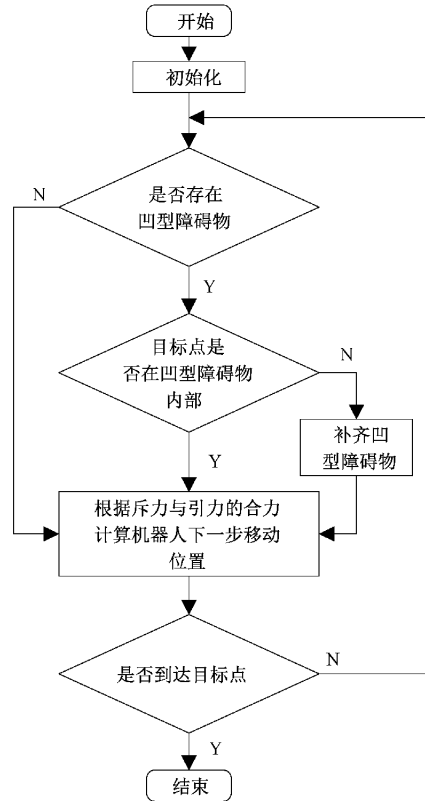 开始
初始化
是否存在
凹型障碍物
N
Y
目标点是
否在凹型障碍物
内部
N
补齐凹
型障碍物
Y
根据斥力与引力的合力
计算机器人下一步移动
位置
是否到达目标点
N
Y
结束